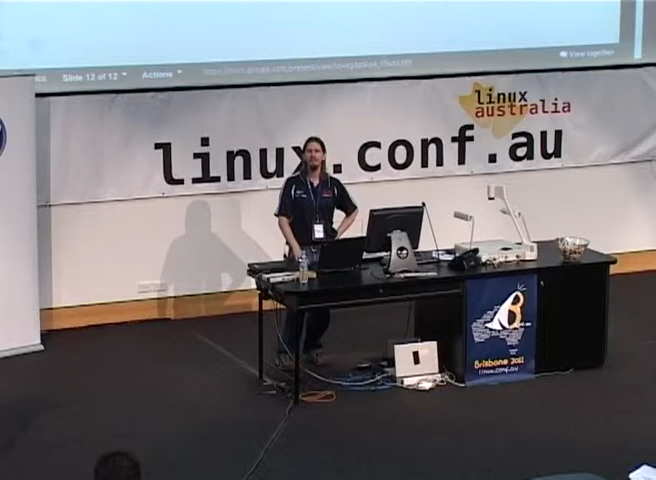 Slide 12 of 12
Actions
View together
linux
australia
linux.conf.au
Brisbane 2011
linux.conf.au